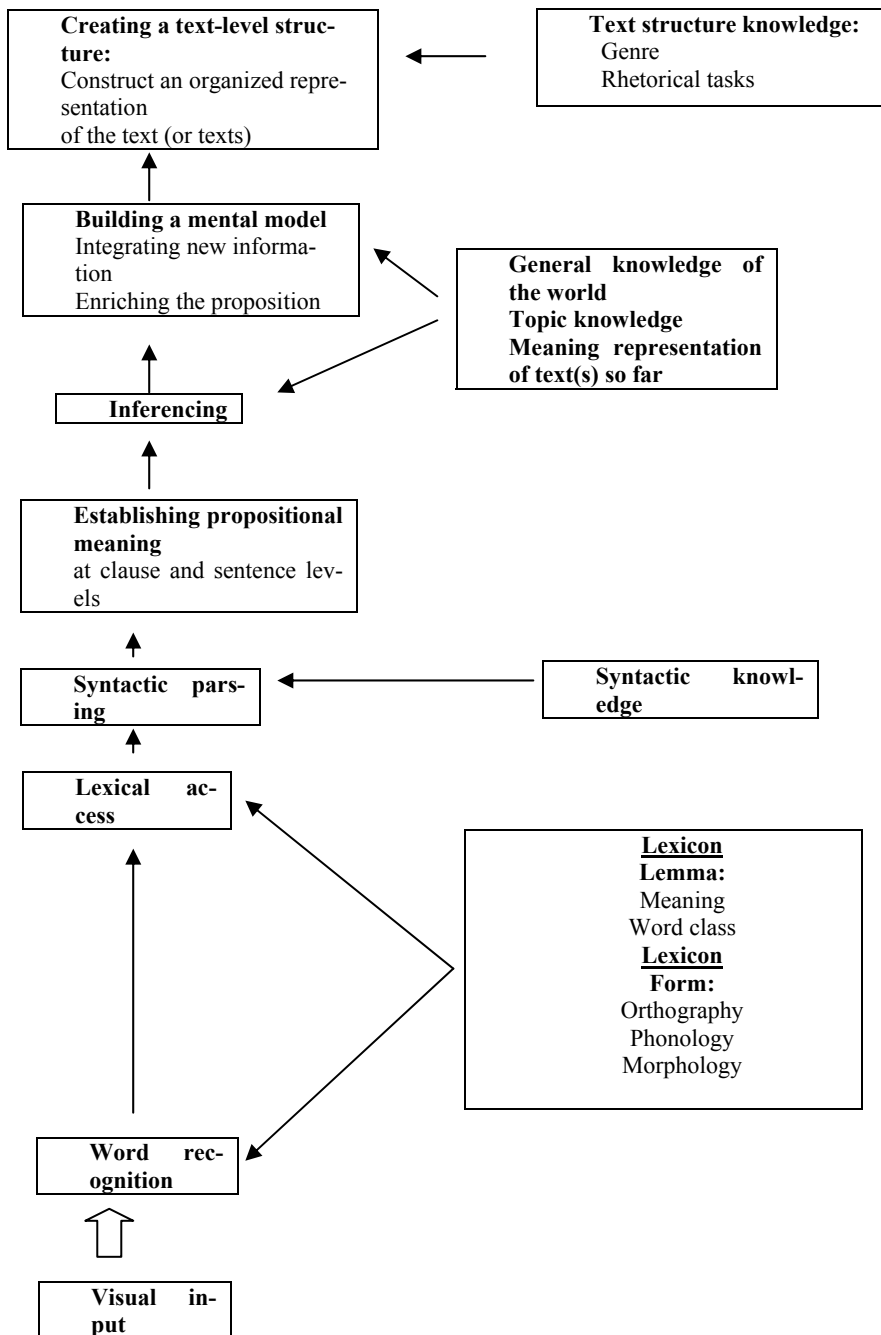 Creating a text-level struc-
ture:
Construct an organized repre-
sentation
of the text (or texts)
Text structure knowledge:
Genre
Rhetorical tasks
Building a mental model
Integrating new informa-
tion
Enriching the proposition
General knowledge of
the world
Topic knowledge
Meaning representation
of text(s) so far
Inferencing
Establishing propositional
meaning
at clause and sentence lev-
els
Syntactic pars-
ing
Syntactic knowl-
edge
Lexical ac-
cess
Lexicon
Lemma:
Meaning
Word class
Lexicon
Form:
Orthography
Phonology
Morphology
Word rec-
ognition
Visual in-
put